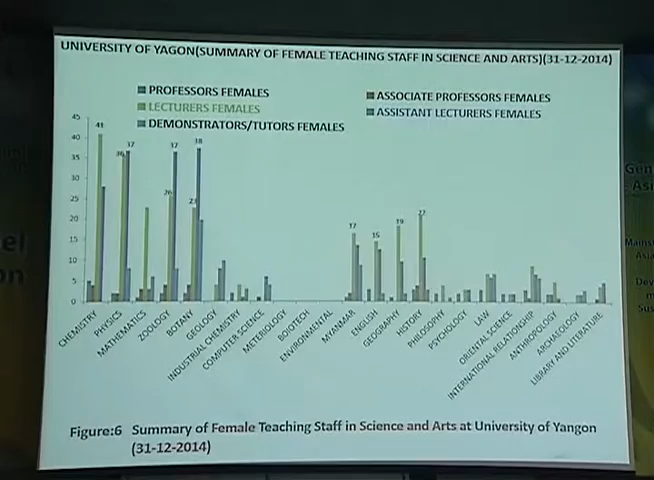 UNIVERSITY OF YAGON(SUMMARY OF FEMALE TEACHING STAFF IN SCIENCE AND ARTS)(31-12-2014)
PROFESSORS FEMALES
ASSOCIATE PROFESSORS FEMALES
LECTURERS FEMALES
ASSISTANT LECTURERS FEMALES
DEMONSTRATORS/TUTORS FEMALES
45
40
35
30
25
20
15
10
5
0
41
36
37
26
37
23
38
17
15
19
22
CHEMISTRY
PHYSICS
MATHEMATICS
ZOOLOGY
BOTANY
GEOLOGY
INDUSTRIAL CHEMISTRY
COMPUTER SCIENCE
METERIOLOGY
BOIOTECH
ENVIRONMENTAL
MYANMAR
ENGLISH
GEOGRAPHY
HISTORY
PHILOSOPHY
PSYCHOLOGY
LAW
ORIENTAL SCIENCE
INTERNATIONAL RELATIONSHIP
ANTHROPOLOGY
ARCHAEOLOGY
LIBRARY AND LITERATURE
Figure:6 Summary of Female Teaching Staff in Science and Arts at University of Yangon
(31-12-2014)